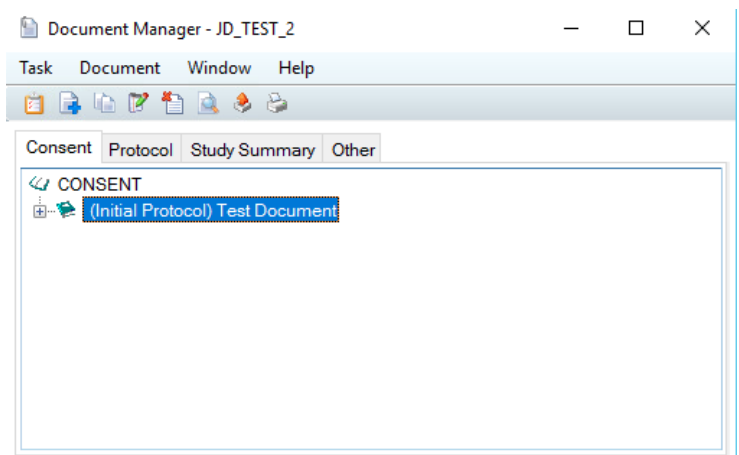 Document Manager - JD_TEST_2
Task Document Window Help
Consent Protocol Study Summary Other
CONSENT
(Initial Protocol) Test Document